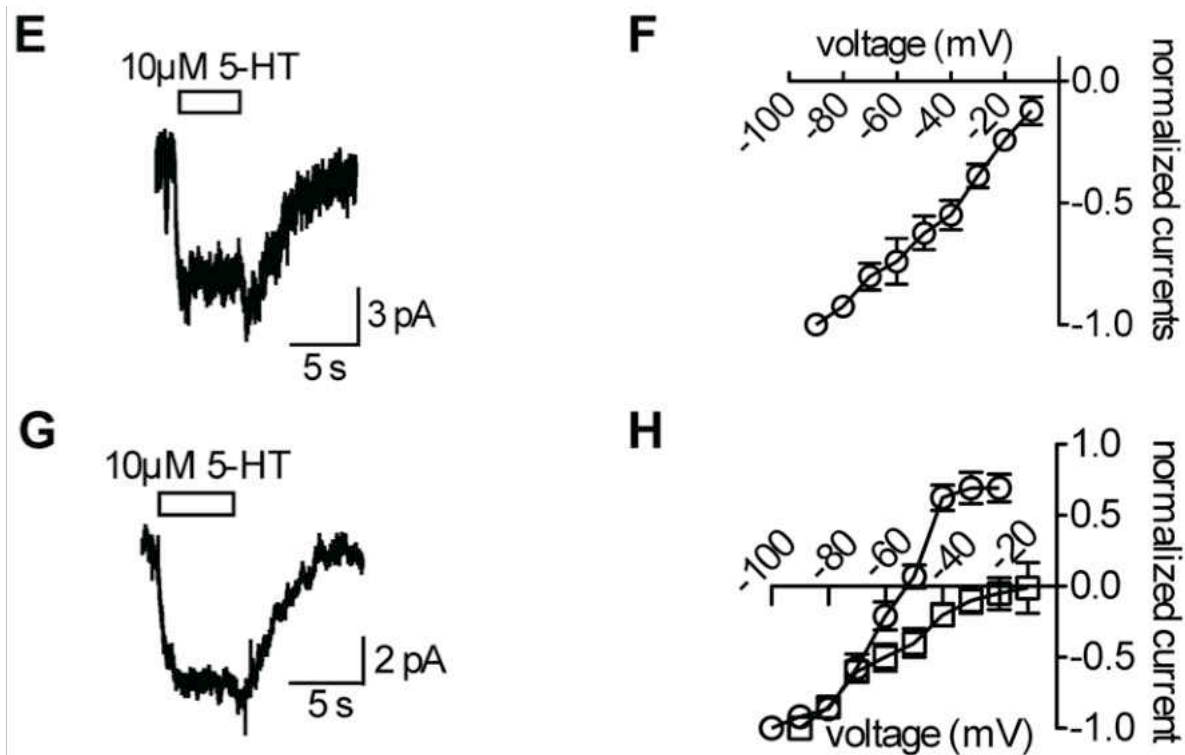 E
10µM 5-HT
3 pA
5 s
F
voltage (mV)
-100
-80
-60
-40
-20
0.0
-0.5
-1.0
normalized currents
G
10µM 5-HT
2 pA
5 s
H
1.0
0.5
0.0
-0.5
-1.0
-100
-80
-60
-40
-20
voltage (mV)
normalized current